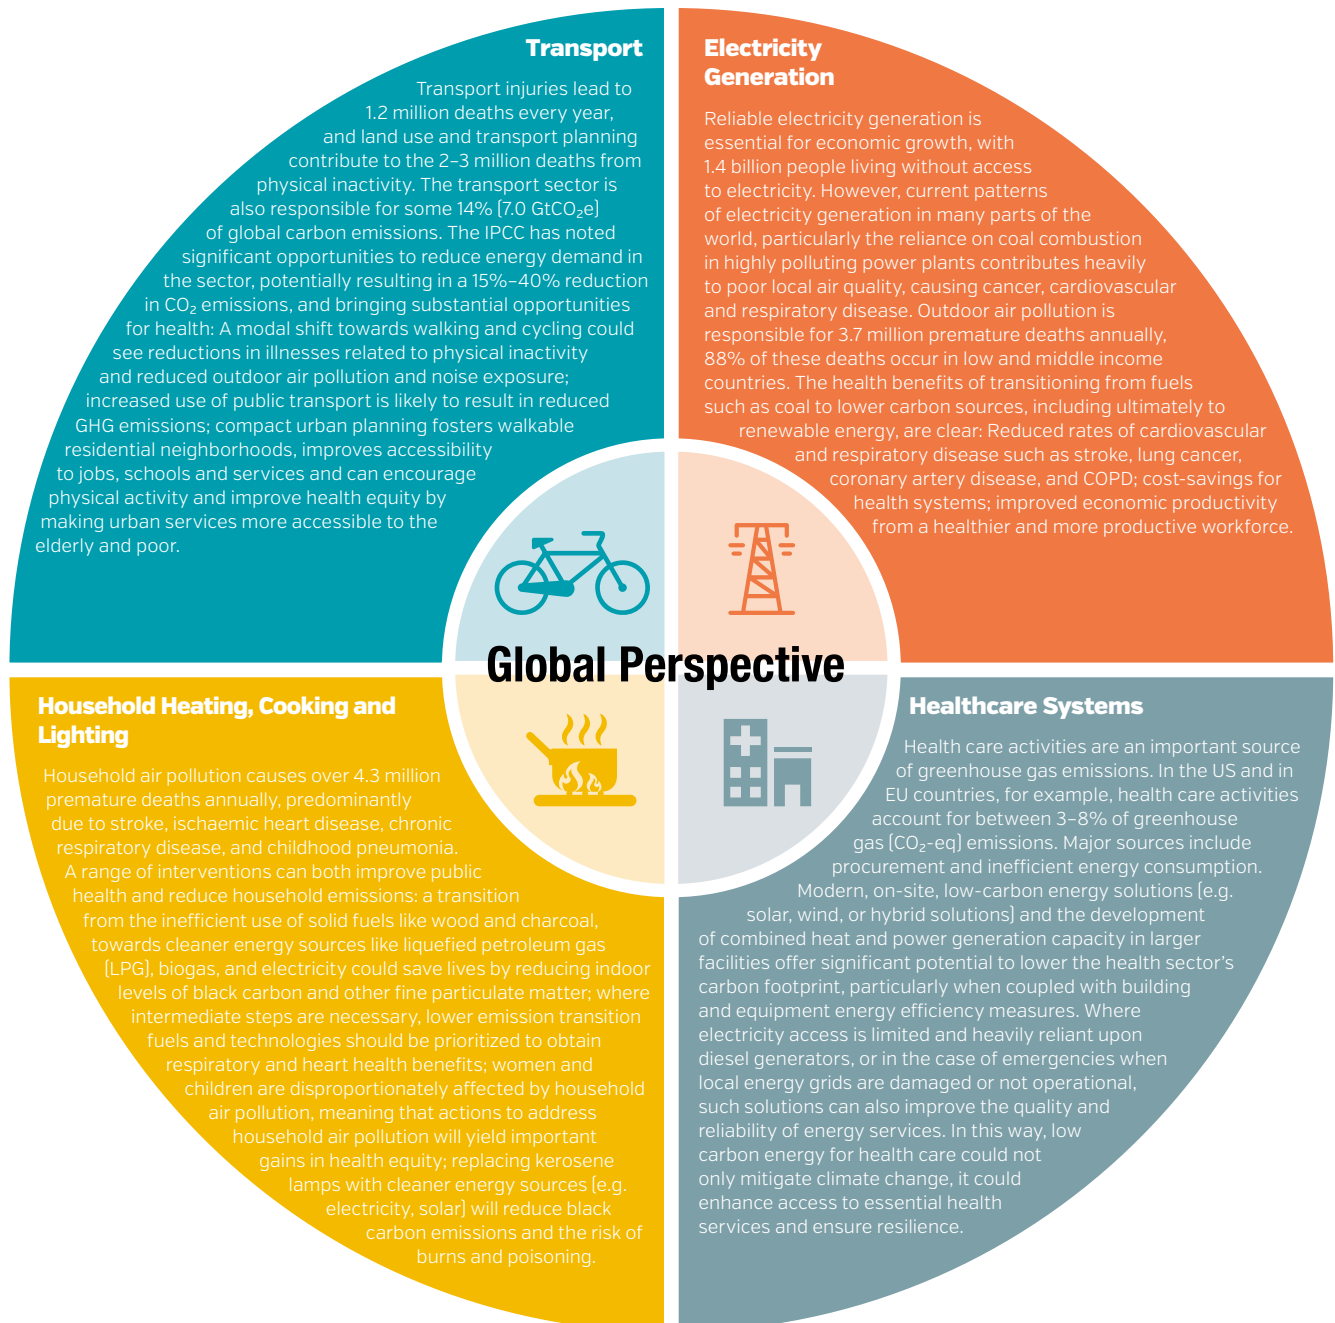 Transport
Transport injuries lead to
1.2 million deaths every year,
and land use and transport planning
contribute to the 2–3 million deaths from
physical inactivity. The transport sector is
also responsible for some 14% (7.0 GtCO₂e)
of global carbon emissions. The IPCC has noted
significant opportunities to reduce energy demand in
the sector, potentially resulting in a 15%–40% reduction
in CO₂ emissions, and bringing substantial opportunities
for health: A modal shift towards walking and cycling could
see reductions in illnesses related to physical inactivity
and reduced outdoor air pollution and noise exposure;
increased use of public transport is likely to result in reduced
GHG emissions; compact urban planning fosters walkable
residential neighborhoods, improves accessibility
to jobs, schools and services and can encourage
physical activity and improve health equity by
making urban services more accessible to the
elderly and poor.
Electricity
Generation
Reliable electricity generation is
essential for economic growth, with
1.4 billion people living without access
to electricity. However, current patterns
of electricity generation in many parts of the
world, particularly the reliance on coal combustion
in highly polluting power plants contributes heavily
to poor local air quality, causing cancer, cardiovascular
and respiratory disease. Outdoor air pollution is
responsible for 3.7 million premature deaths annually,
88% of these deaths occur in low and middle income
countries. The health benefits of transitioning from fuels
such as coal to lower carbon sources, including ultimately to
renewable energy, are clear: Reduced rates of cardiovascular
and respiratory disease such as stroke, lung cancer,
coronary artery disease, and COPD; cost-savings for
health systems; improved economic productivity
from a healthier and more productive workforce.
Global Perspective
Household Heating, Cooking and
Lighting
Household air pollution causes over 4.3 million
premature deaths annually, predominantly
due to stroke, ischaemic heart disease, chronic
respiratory disease, and childhood pneumonia.
A range of interventions can both improve public
health and reduce household emissions: a transition
from the inefficient use of solid fuels like wood and charcoal,
towards cleaner energy sources like liquefied petroleum gas
(LPG), biogas, and electricity could save lives by reducing indoor
levels of black carbon and other fine particulate matter; where
intermediate steps are necessary, lower emission transition
fuels and technologies should be prioritized to obtain
respiratory and heart health benefits; women and
children are disproportionately affected by household
air pollution, meaning that actions to address
household air pollution will yield important
gains in health equity; replacing kerosene
lamps with cleaner energy sources (e.g.
electricity, solar) will reduce black
carbon emissions and the risk of
burns and poisoning.
Healthcare Systems
Health care activities are an important source
of greenhouse gas emissions. In the US and in
EU countries, for example, health care activities
account for between 3–8% of greenhouse
gas (CO₂-eq) emissions. Major sources include
procurement and inefficient energy consumption.
Modern, on-site, low-carbon energy solutions (e.g.
solar, wind, or hybrid solutions) and the development
of combined heat and power generation capacity in larger
facilities offer significant potential to lower the health sector's
carbon footprint, particularly when coupled with building
and equipment energy efficiency measures. Where
electricity access is limited and heavily reliant upon
diesel generators, or in the case of emergencies when
local energy grids are damaged or not operational,
such solutions can also improve the quality and
reliability of energy services. In this way, low
carbon energy for health care could not
only mitigate climate change, it could
enhance access to essential health
services and ensure resilience.